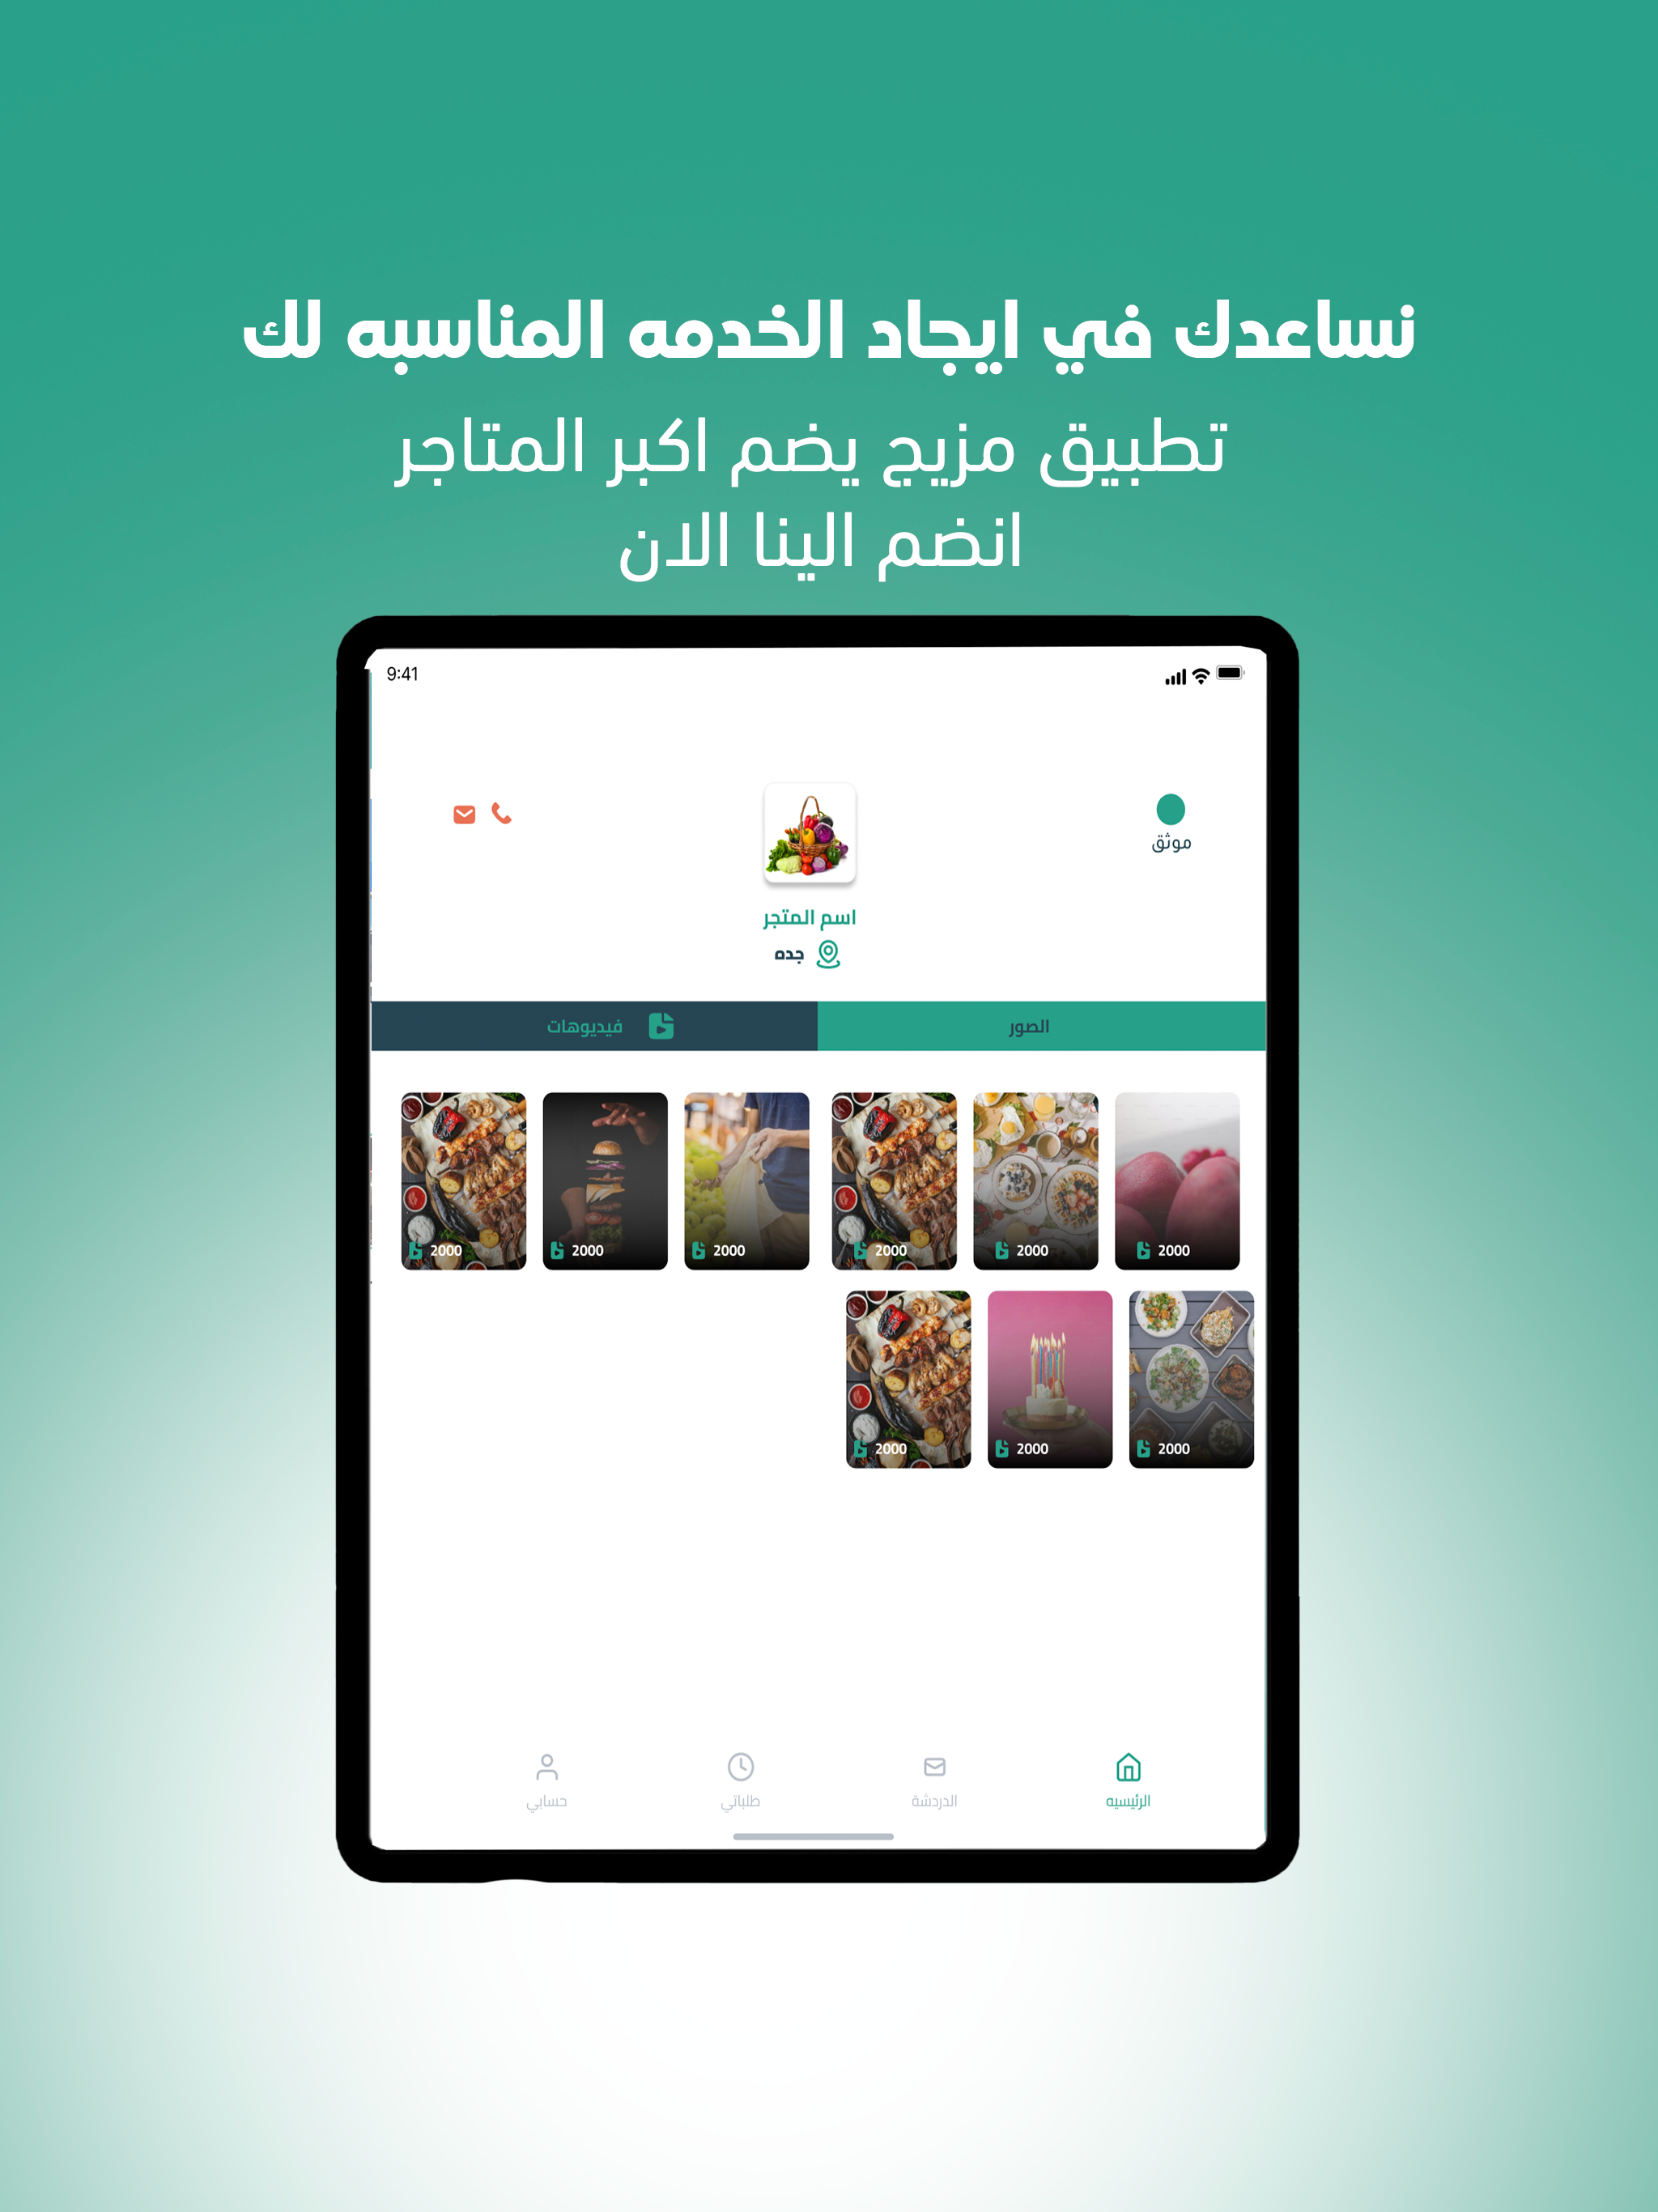 نساعدك في ايجاد الخدمه المناسبه لك
تطبيق مزيج يضم اكبر المتاجر
انضم الينا الان
9:41
موثق
اسم المتجر
جده
الصور
فيديوهات
2000
2000
2000
2000
2000
2000
2000
2000
2000
الرئيسيه
الدردشة
طلباتي
حسابي